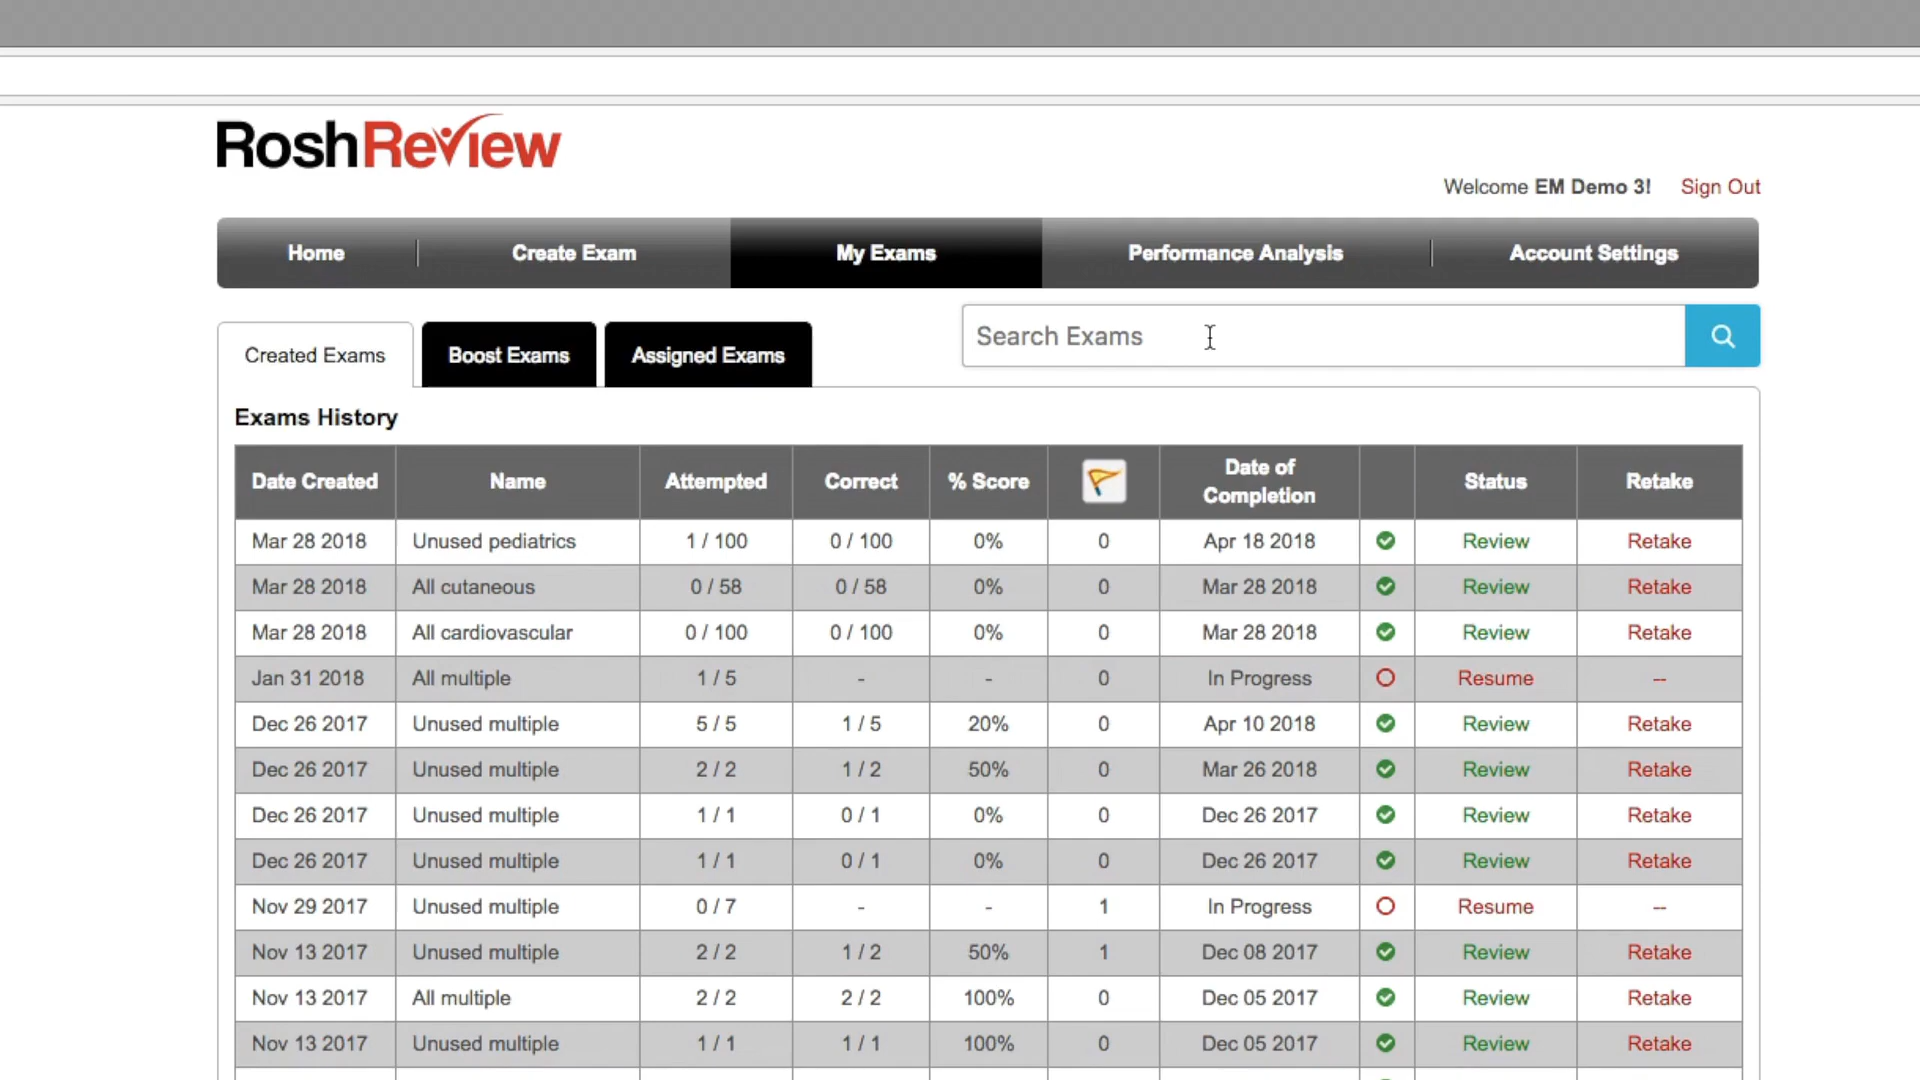 RoshReview
Welcome EM Demo 3! Sign Out
Home Create Exam My Exams Performance Analysis Account Settings
Created Exams Boost Exams Assigned Exams Search Exams
Exams History
Date Created Name Attempted Correct % Score Date of Completion Status Retake
Mar 28 2018 Unused pediatrics 1 / 100 0 / 100 0% 0 Apr 18 2018 Review Retake
Mar 28 2018 All cutaneous 0 / 58 0 / 58 0% 0 Mar 28 2018 Review Retake
Mar 28 2018 All cardiovascular 0 / 100 0 / 100 0% 0 Mar 28 2018 Review Retake
Jan 31 2018 All multiple 1 / 5 - - 0 In Progress Resume --
Dec 26 2017 Unused multiple 5 / 5 1 / 5 20% 0 Apr 10 2018 Review Retake
Dec 26 2017 Unused multiple 2 / 2 1 / 2 50% 0 Mar 26 2018 Review Retake
Dec 26 2017 Unused multiple 1 / 1 0 / 1 0% 0 Dec 26 2017 Review Retake
Dec 26 2017 Unused multiple 1 / 1 0 / 1 0% 0 Dec 26 2017 Review Retake
Nov 29 2017 Unused multiple 0 / 7 - - 1 In Progress Resume --
Nov 13 2017 Unused multiple 2 / 2 1 / 2 50% 1 Dec 08 2017 Review Retake
Nov 13 2017 All multiple 2 / 2 2 / 2 100% 0 Dec 05 2017 Review Retake
Nov 13 2017 Unused multiple 1 / 1 1 / 1 100% 0 Dec 05 2017 Review Retake